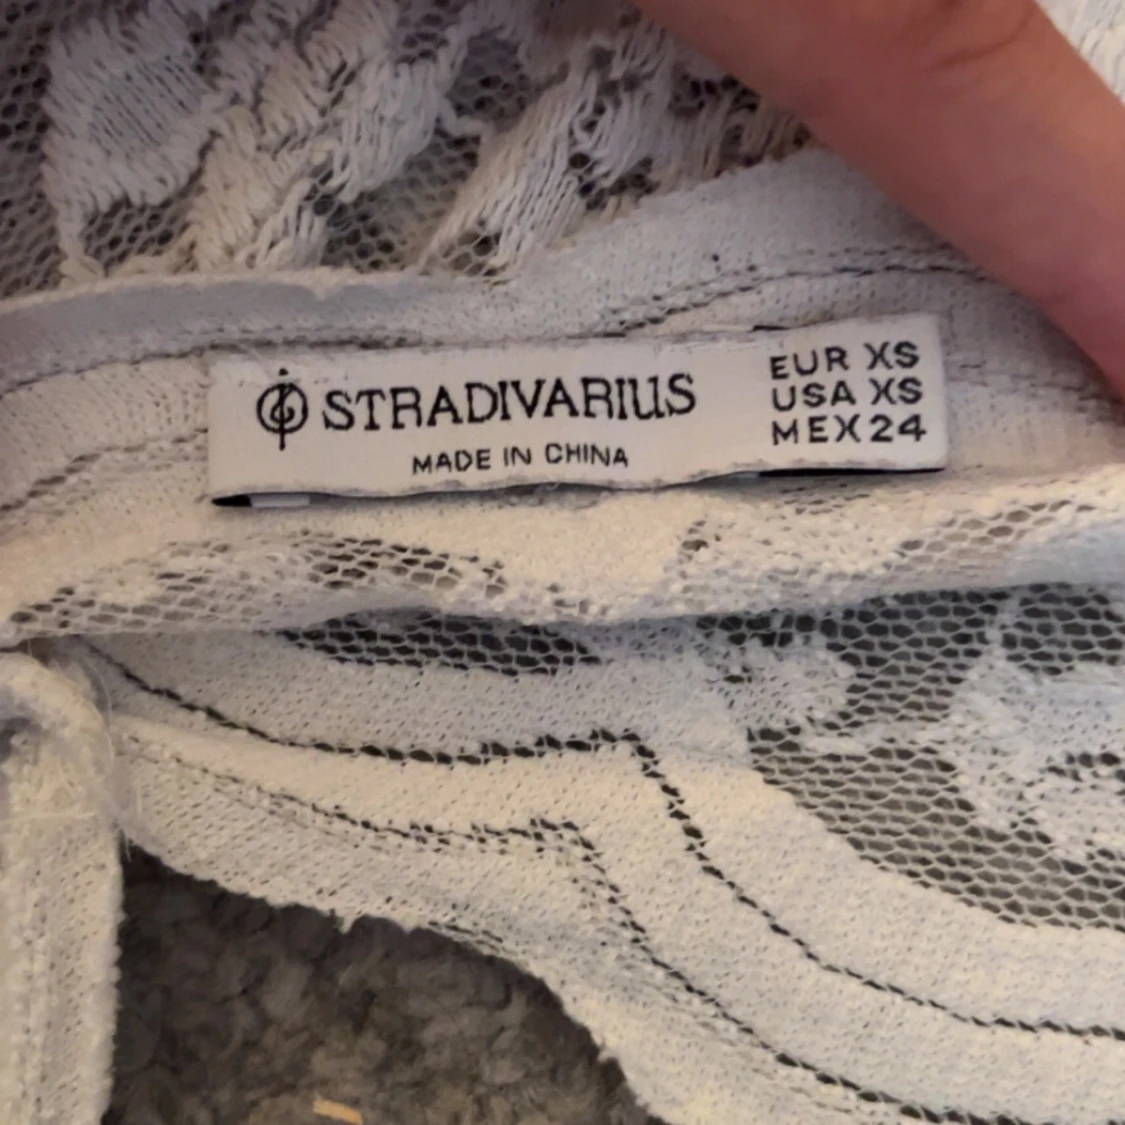 STRADIVARIUS
MADE IN CHINA
EUR XS
USA XS
MEX 24